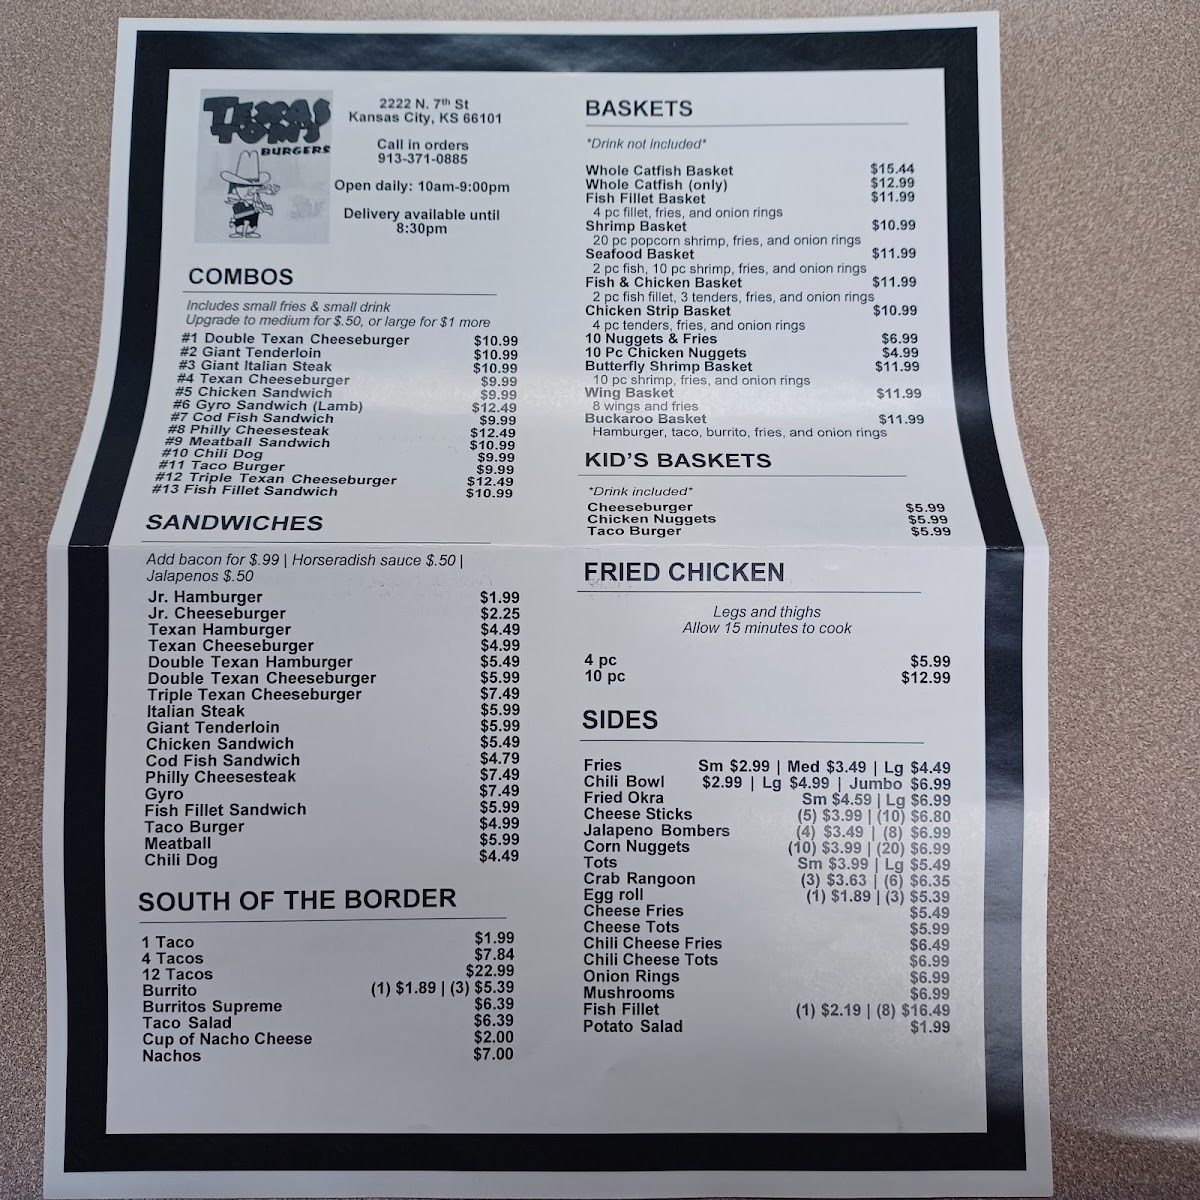 TEXAS
TOM'S
BURGERS
2222 N. 7th St
Kansas City, KS 66101
Call in orders
913-371-0885
Open daily: 10am-9:00pm
Delivery available until
8:30pm
COMBOS
Includes small fries & small drink
Upgrade to medium for $.50, or large for $1 more
#1 Double Texan Cheeseburger $10.99
#2 Giant Tenderloin $10.99
#3 Giant Italian Steak $10.99
#4 Texan Cheeseburger $9.99
#5 Chicken Sandwich $9.99
#6 Gyro Sandwich (Lamb) $12.49
#7 Cod Fish Sandwich $9.99
#8 Philly Cheesesteak $12.49
#9 Meatball Sandwich $10.99
#10 Chili Dog $9.99
#11 Taco Burger $9.99
#12 Triple Texan Cheeseburger $12.49
#13 Fish Fillet Sandwich $10.99
SANDWICHES
Add bacon for $.99 | Horseradish sauce $.50 |
Jalapenos $.50
Jr. Hamburger $1.99
Jr. Cheeseburger $2.25
Texan Hamburger $4.49
Texan Cheeseburger $4.99
Double Texan Hamburger $5.49
Double Texan Cheeseburger $5.99
Triple Texan Cheeseburger $7.49
Italian Steak $5.99
Giant Tenderloin $5.99
Chicken Sandwich $5.49
Cod Fish Sandwich $4.79
Philly Cheesesteak $7.49
Gyro $7.49
Fish Fillet Sandwich $5.99
Taco Burger $4.99
Meatball $5.99
Chili Dog $4.49
SOUTH OF THE BORDER
1 Taco $1.99
4 Tacos $7.84
12 Tacos $22.99
Burrito (1) $1.89 | (3) $5.39
Burritos Supreme $6.39
Taco Salad $6.39
Cup of Nacho Cheese $2.00
Nachos $7.00
BASKETS
*Drink not included*
Whole Catfish Basket $15.44
Whole Catfish (only) $12.99
Fish Fillet Basket $11.99
4 pc fillet, fries, and onion rings
Shrimp Basket $10.99
20 pc popcorn shrimp, fries, and onion rings
Seafood Basket $11.99
2 pc fish, 10 pc shrimp, fries, and onion rings
Fish & Chicken Basket $11.99
2 pc fish fillet, 3 tenders, fries, and onion rings
Chicken Strip Basket $10.99
4 pc tenders, fries, and onion rings
10 Nuggets & Fries $6.99
10 Pc Chicken Nuggets $4.99
Butterfly Shrimp Basket $11.99
10 pc shrimp, fries, and onion rings
Wing Basket $11.99
8 wings and fries
Buckaroo Basket $11.99
Hamburger, taco, burrito, fries, and onion rings
KID'S BASKETS
*Drink included*
Cheeseburger $5.99
Chicken Nuggets $5.99
Taco Burger $5.99
FRIED CHICKEN
Legs and thighs
Allow 15 minutes to cook
4 pc $5.99
10 pc $12.99
SIDES
Fries Sm $2.99 | Med $3.49 | Lg $4.49
Chili Bowl $2.99 | Lg $4.99 | Jumbo $6.99
Fried Okra Sm $4.59 | Lg $6.99
Cheese Sticks (5) $3.99 | (10) $6.80
Jalapeno Bombers (4) $3.49 | (8) $6.99
Corn Nuggets (10) $3.99 | (20) $6.99
Tots Sm $3.99 | Lg $5.49
Crab Rangoon (3) $3.63 | (6) $6.35
Egg roll (1) $1.89 | (3) $5.39
Cheese Fries $5.49
Cheese Tots $5.99
Chili Cheese Fries $6.49
Chili Cheese Tots $6.99
Onion Rings $6.99
Mushrooms $6.99
Fish Fillet (1) $2.19 | (8) $16.49
Potato Salad $1.99